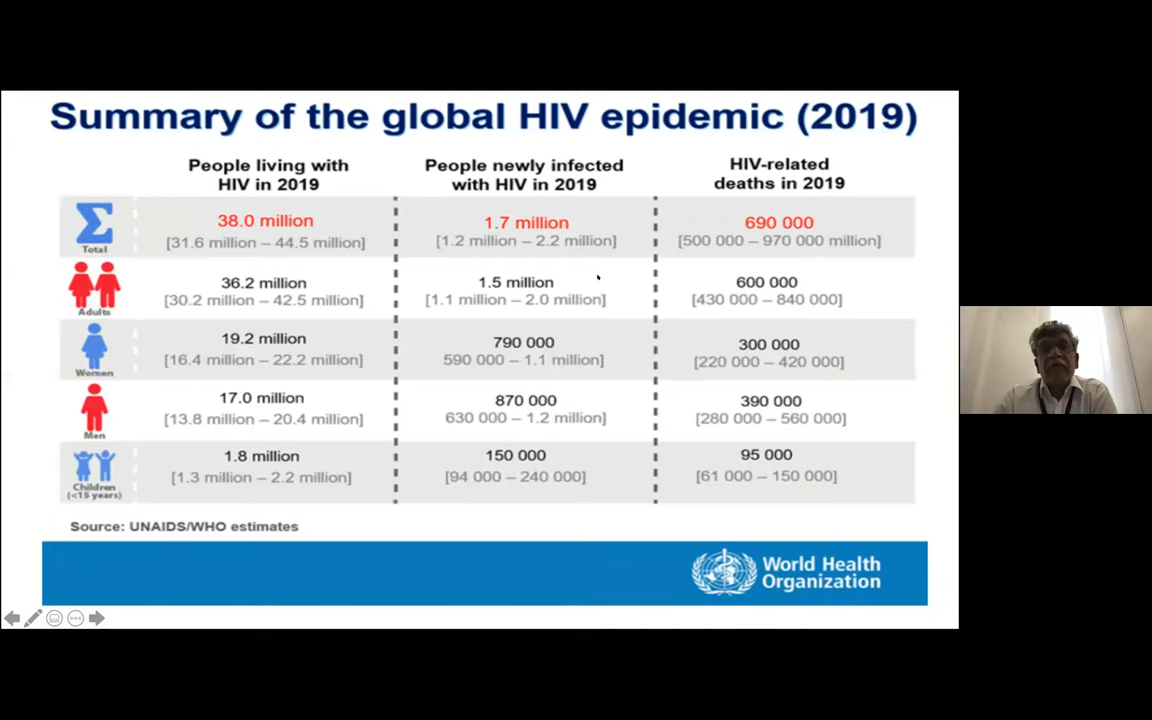 Summary of the global HIV epidemic (2019)
People living with
HIV in 2019
People newly infected
with HIV in 2019
HIV-related
deaths in 2019
Total
38.0 million
[31.6 million – 44.5 million]
1.7 million
[1.2 million – 2.2 million]
690 000
[500 000 – 970 000 million]
Adults
36.2 million
[30.2 million – 42.5 million]
1.5 million
[1.1 million – 2.0 million]
600 000
[430 000 – 840 000]
Women
19.2 million
[16.4 million – 22.2 million]
790 000
590 000 – 1.1 million]
300 000
[220 000 – 420 000]
Men
17.0 million
[13.8 million – 20.4 million]
870 000
630 000 – 1.2 million]
390 000
[280 000 – 560 000]
Children
(<15 years)
1.8 million
[1.3 million – 2.2 million]
150 000
[94 000 – 240 000]
95 000
[61 000 – 150 000]
Source: UNAIDS/WHO estimates
World Health
Organization